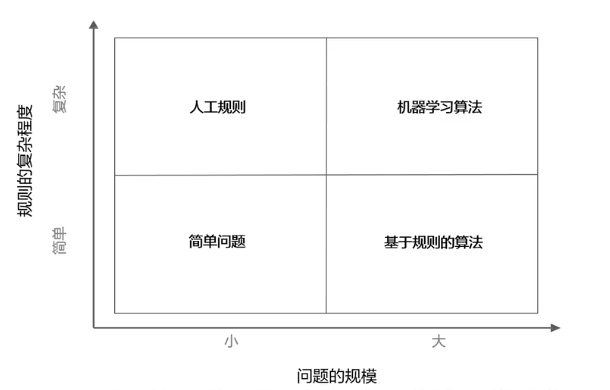 规则的复杂程度
复杂
人工规则
机器学习算法
简单
简单问题
基于规则的算法
小
大
问题的规模